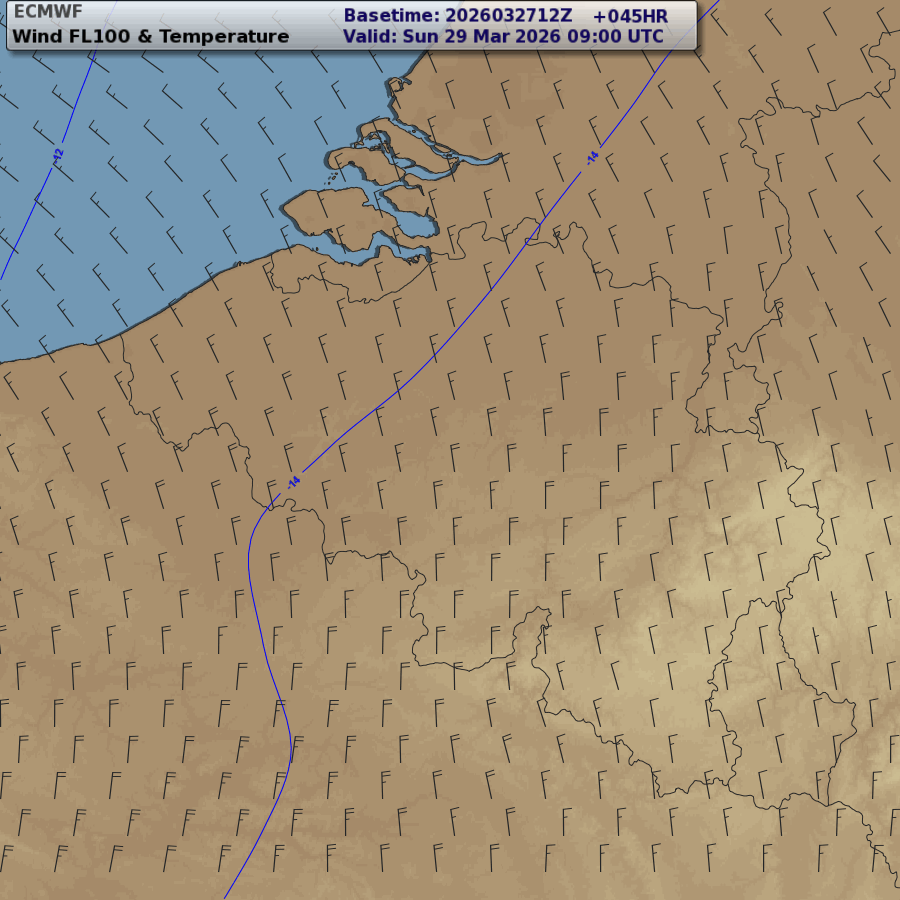 ECMWF
Basetime: 2026032712Z +045HR
Wind FL100 & Temperature
Valid: Sun 29 Mar 2026 09:00 UTC
-12
-14
-14